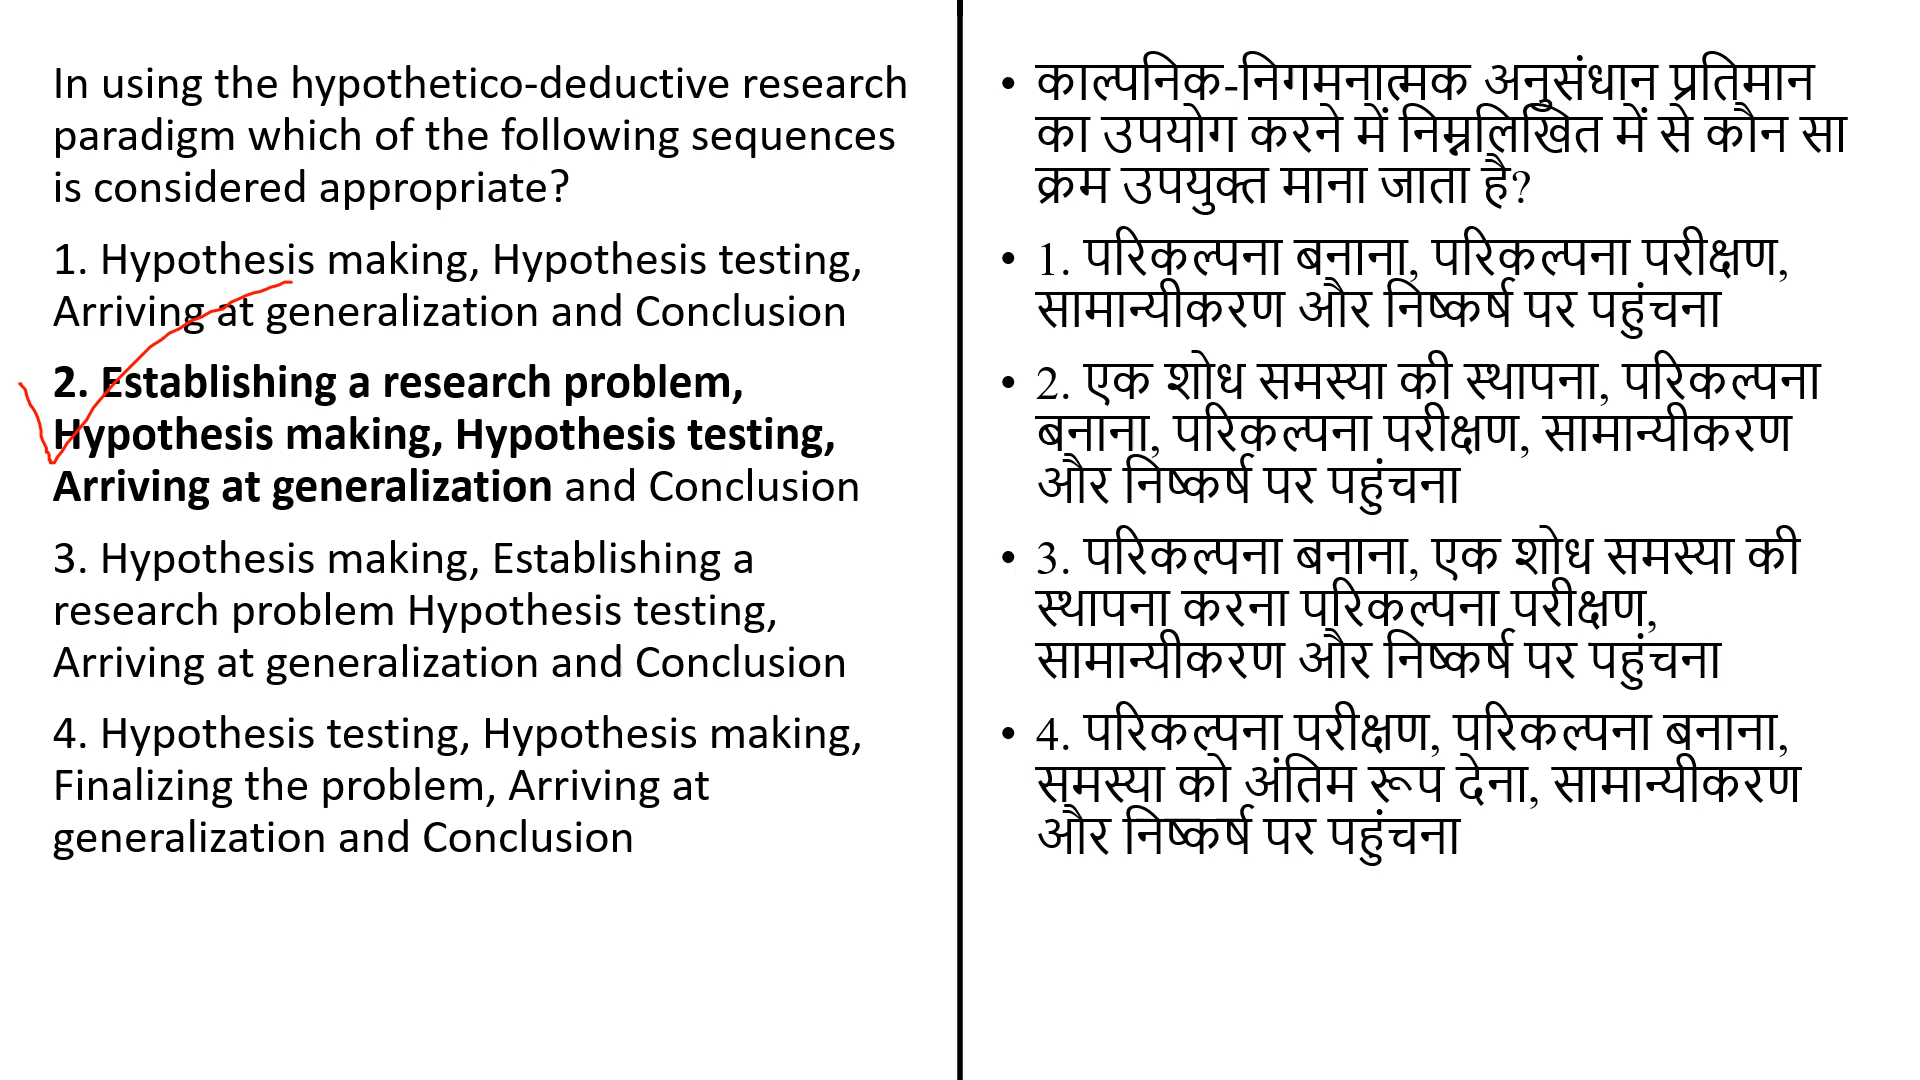 In using the hypothetico-deductive research
paradigm which of the following sequences
is considered appropriate?
1. Hypothesis making, Hypothesis testing,
Arriving at generalization and Conclusion
2. Establishing a research problem,
Hypothesis making, Hypothesis testing,
Arriving at generalization and Conclusion
3. Hypothesis making, Establishing a
research problem Hypothesis testing,
Arriving at generalization and Conclusion
4. Hypothesis testing, Hypothesis making,
Finalizing the problem, Arriving at
generalization and Conclusion
• काल्पनिक-निगमनात्मक अनुसंधान प्रतिमान
का उपयोग करने में निम्नलिखित में से कौन सा
क्रम उपयुक्त माना जाता है?
• 1. परिकल्पना बनाना, परिकल्पना परीक्षण,
सामान्यीकरण और निष्कर्ष पर पहुंचना
• 2. एक शोध समस्या की स्थापना, परिकल्पना
बनाना, परिकल्पना परीक्षण, सामान्यीकरण
और निष्कर्ष पर पहुंचना
• 3. परिकल्पना बनाना, एक शोध समस्या की
स्थापना करना परिकल्पना परीक्षण,
सामान्यीकरण और निष्कर्ष पर पहुंचना
• 4. परिकल्पना परीक्षण, परिकल्पना बनाना,
समस्या को अंतिम रूप देना, सामान्यीकरण
और निष्कर्ष पर पहुंचना